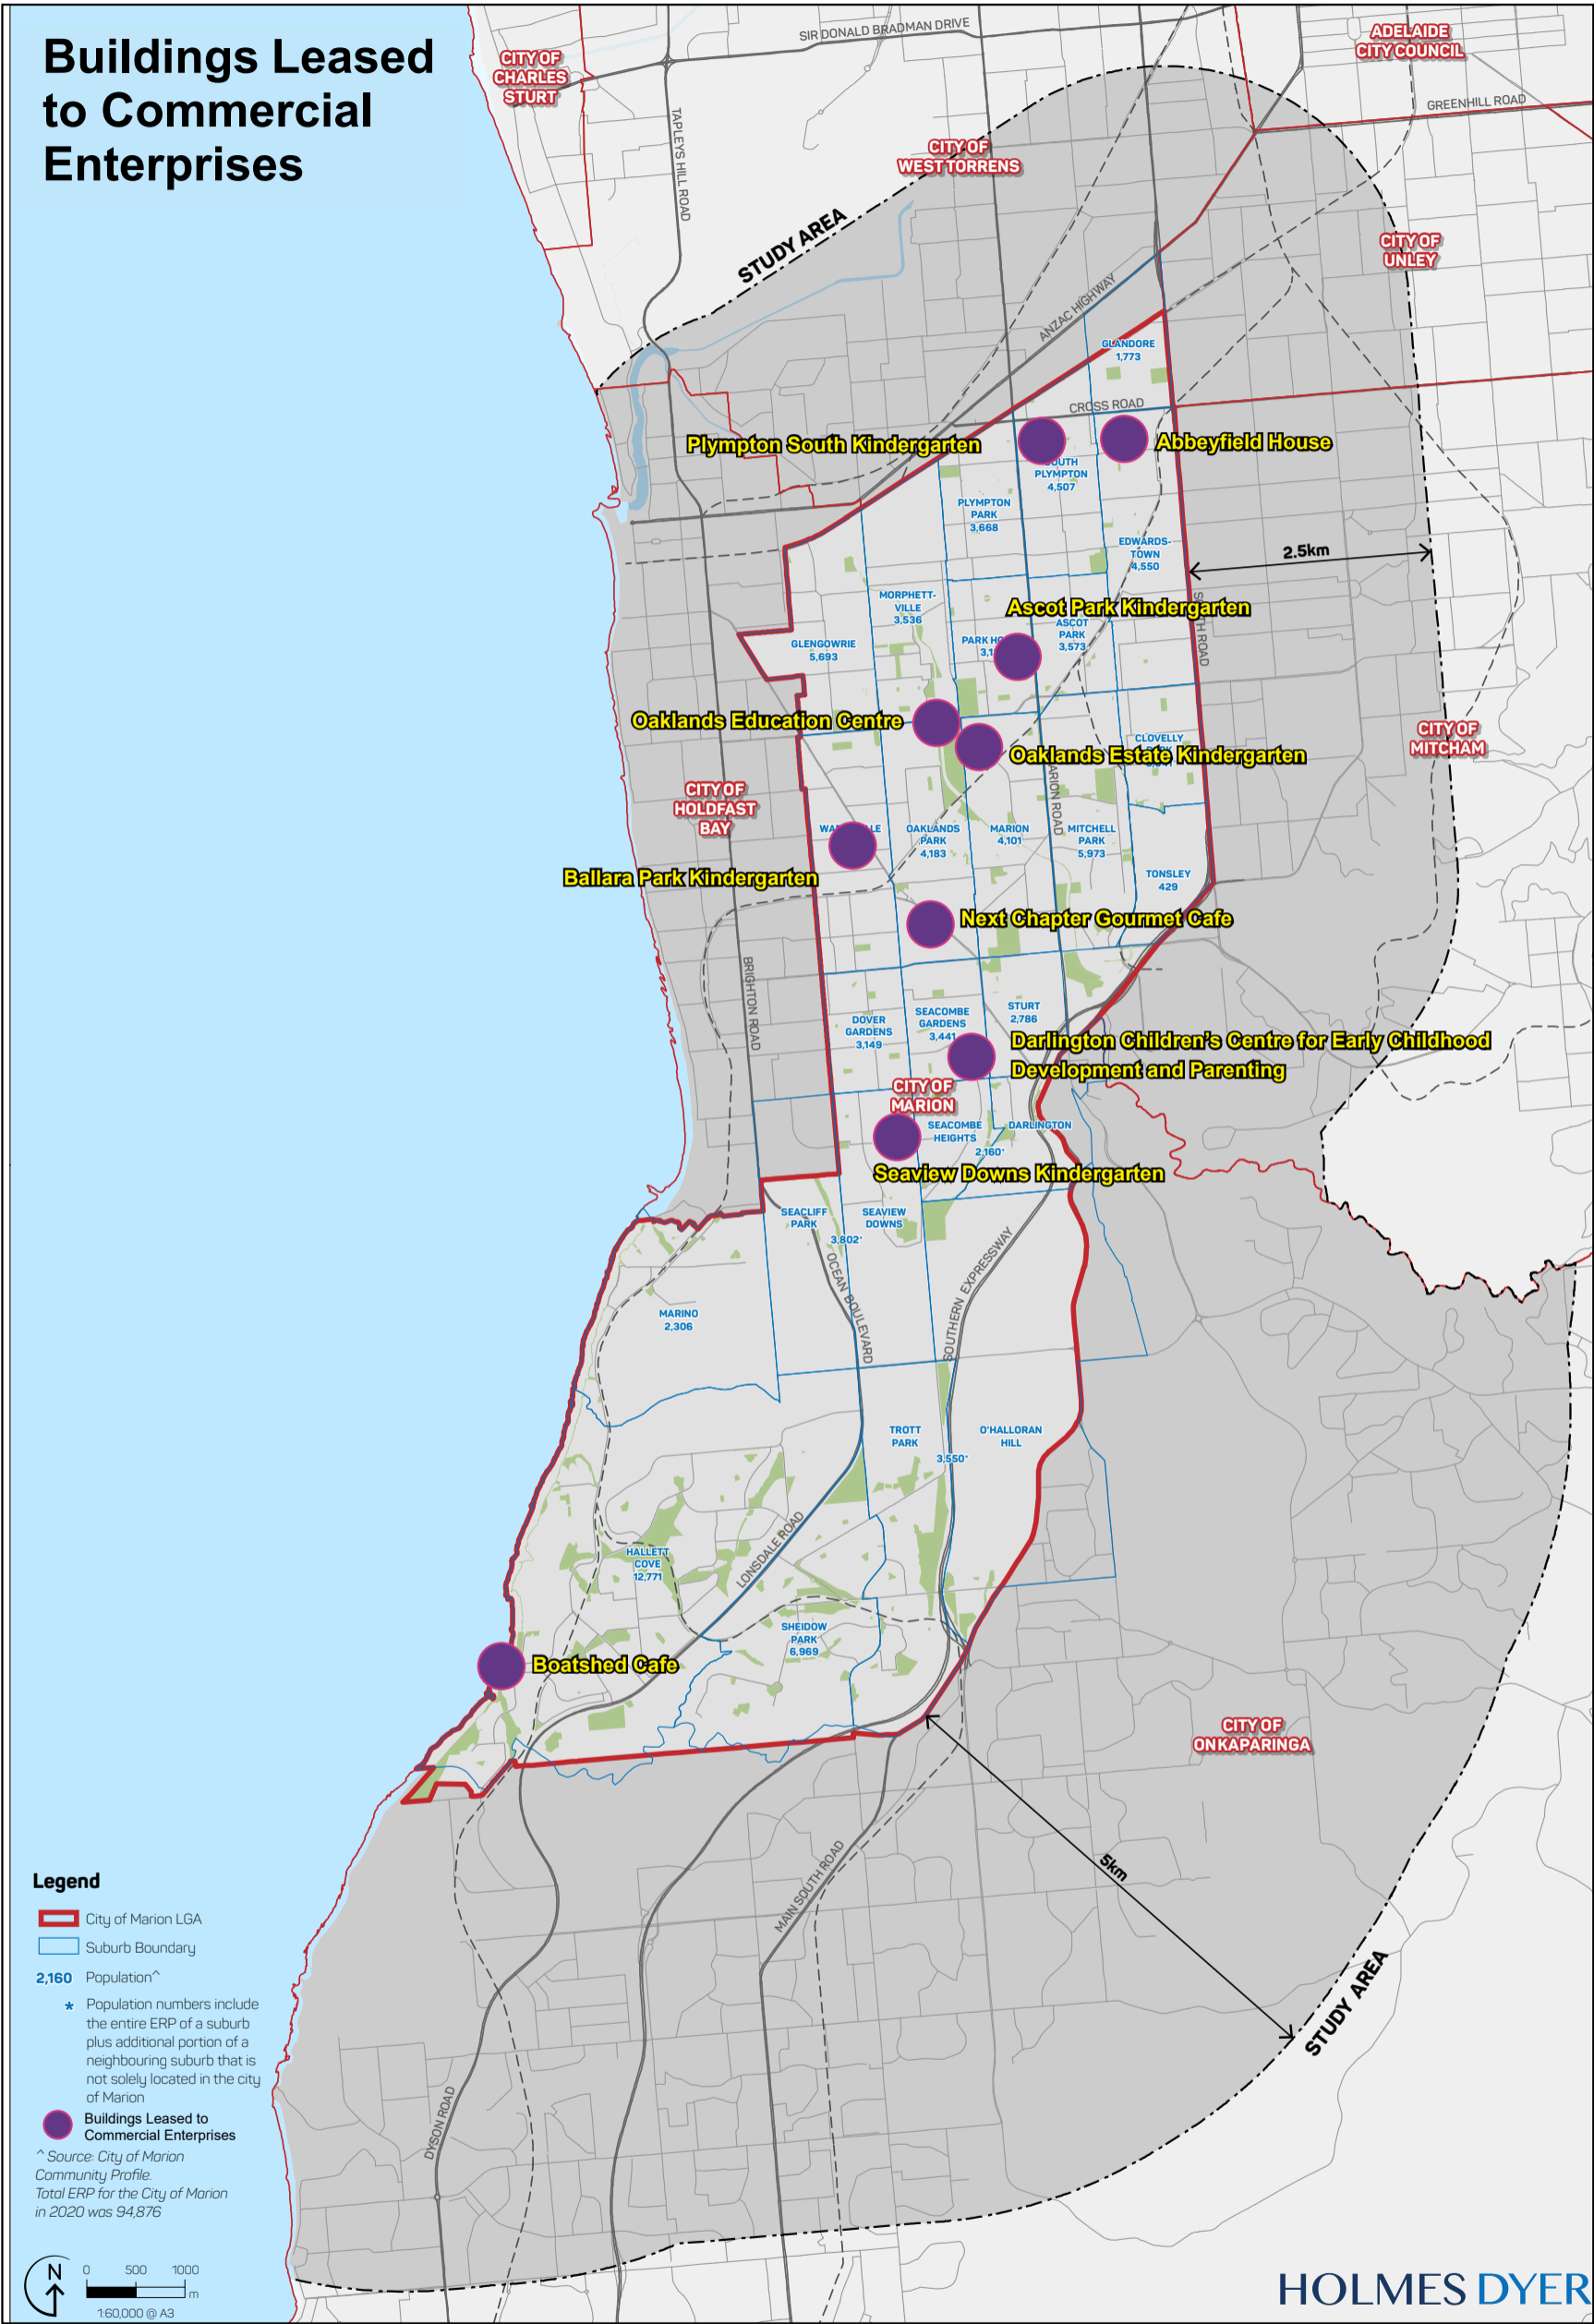 Buildings Leased
to Commercial
Enterprises
CITY OF
CHARLES
STURT
SIR DONALD BRADMAN DRIVE
ADELAIDE
CITY COUNCIL
GREENHILL ROAD
TAPLEYS HILL ROAD
CITY OF
WEST TORRENS
STUDY AREA
CITY OF
UNLEY
ANZAC HIGHWAY
GLANDORE
1,773
CROSS ROAD
Plympton South Kindergarten
Abbeyfield House
PLYMPTON
4,507
PLYMPTON
PARK
3,668
EDWARDS-
TOWN
4,550
2.5km
MORPHETT-
VILLE
3,536
Ascot Park Kindergarten
ASCOT
PARK
3,573
GLENGOWRIE
5,693
PARK
Oaklands Education Centre
CLOVELLY
Oaklands Estate Kindergarten
CITY OF
MITCHAM
CITY OF
HOLDFAST
BAY
OAKLANDS
PARK
4,183
MARION
4,101
MITCHELL
PARK
5,973
Ballara Park Kindergarten
TONSLEY
429
Next Chapter Gourmet Cafe
BRIGHTON ROAD
DOVER
GARDENS
3,149
SEACOMBE
GARDENS
3,441
STURT
2,786
Darlington Children's Centre for Early Childhood
Development and Parenting
CITY OF
MARION
SEACOMBE
HEIGHTS
DARLINGTON
2,160*
Seaview Downs Kindergarten
SEACLIFF
PARK
SEAVIEW
DOWNS
3,802*
OCEAN BOULEVARD
SOUTHERN EXPRESSWAY
MARINO
2,306
TROTT
PARK
O'HALLORAN
HILL
3,550*
LONSDALE ROAD
HALLETT
COVE
12,771
SHEIDOW
PARK
6,969
Boatshed Cafe
CITY OF
ONKAPARINGA
MAIN SOUTH ROAD
5km
STUDY AREA
DYSON ROAD
Legend
City of Marion LGA
Suburb Boundary
2,160 Population^
* Population numbers include
the entire ERP of a suburb
plus additional portion of a
neighbouring suburb that is
not solely located in the city
of Marion
Buildings Leased to
Commercial Enterprises
^ Source: City of Marion
Community Profile.
Total ERP for the City of Marion
in 2020 was 94,876
N
0 500 1000
m
1:60,000 @ A3
HOLMES DYER